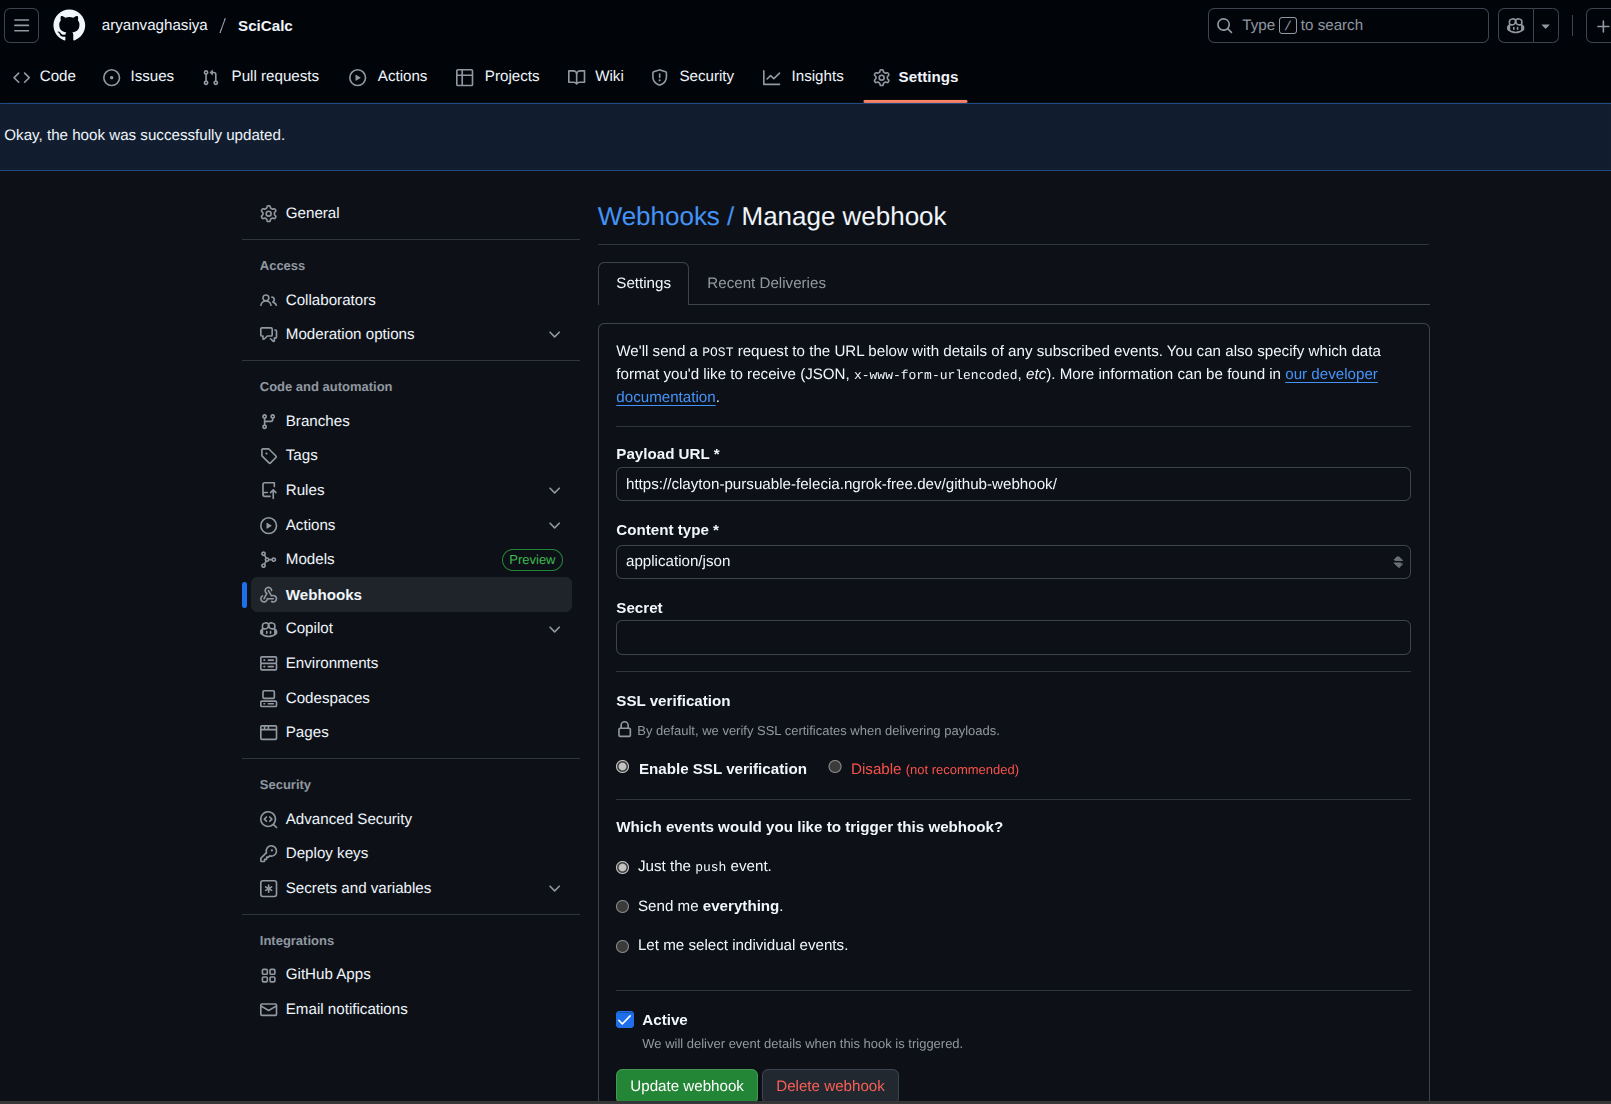 aryanvaghasiya / SciCalc
Type / to search
Code Issues Pull requests Actions Projects Wiki Security Insights Settings
Okay, the hook was successfully updated.
General
Access
Collaborators
Moderation options
Code and automation
Branches
Tags
Rules
Actions
Models Preview
Webhooks
Copilot
Environments
Codespaces
Pages
Security
Advanced Security
Deploy keys
Secrets and variables
Integrations
GitHub Apps
Email notifications
Webhooks / Manage webhook
Settings Recent Deliveries
We'll send a POST request to the URL below with details of any subscribed events. You can also specify which data
format you'd like to receive (JSON, x-www-form-urlencoded, etc). More information can be found in our developer
documentation.
Payload URL *
https://clayton-pursuable-felecia.ngrok-free.dev/github-webhook/
Content type *
application/json
Secret
SSL verification
By default, we verify SSL certificates when delivering payloads.
Enable SSL verification Disable (not recommended)
Which events would you like to trigger this webhook?
Just the push event.
Send me everything.
Let me select individual events.
Active
We will deliver event details when this hook is triggered.
Update webhook Delete webhook